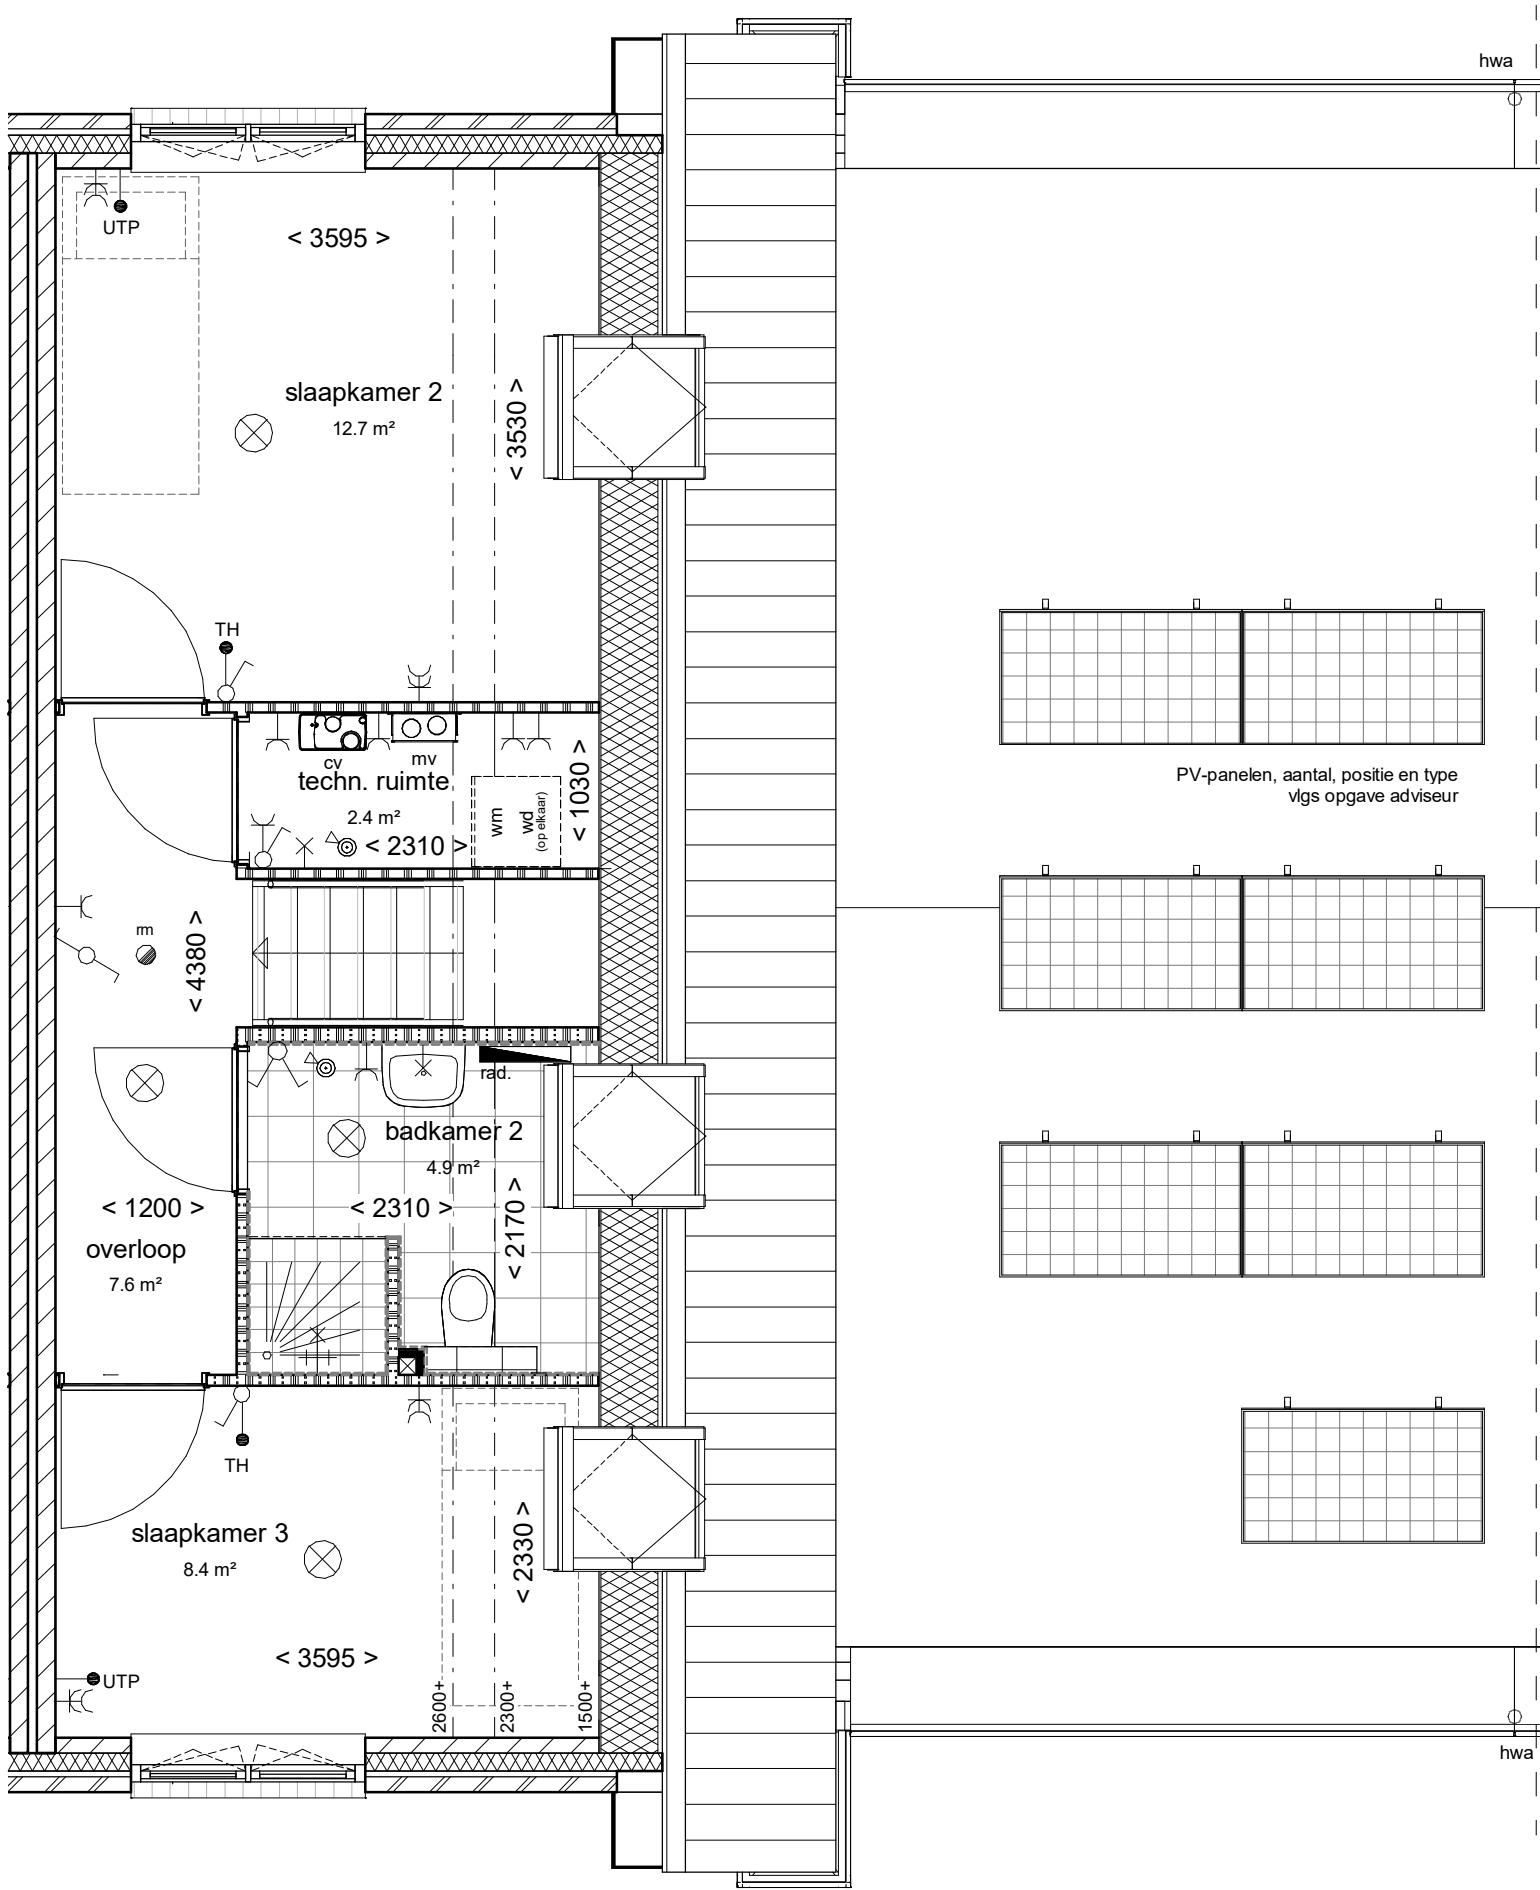 hwa
UTP
< 3595 >
slaapkamer 2
12.7 m²
< 3530 >
TH
cv
mv
techn. ruimte
2.4 m²
< 2310 >
wm
wd
(op elkaar)
< 1030 >
PV-panelen, aantal, positie en type
vlgs opgave adviseur
rm
< 4380 >
rad.
badkamer 2
4.9 m²
< 1200 >
< 2310 >
< 2170 >
overloop
7.6 m²
TH
slaapkamer 3
8.4 m²
< 2330 >
< 3595 >
UTP
2600+
2300+
1500+
hwa